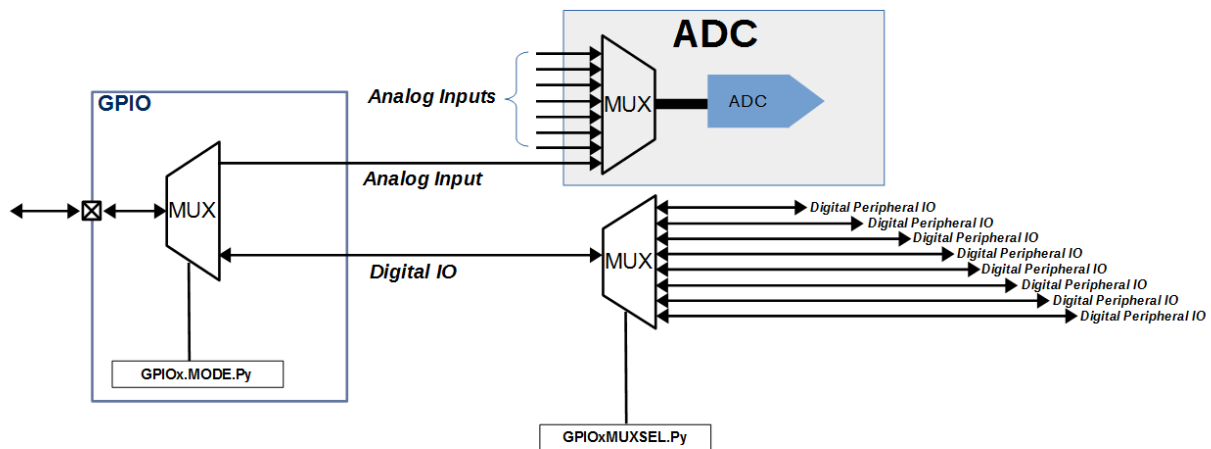 ADC
GPIO
Analog Inputs
MUX
ADC
Analog Input
MUX
Digital IO
MUX
Digital Peripheral IO
Digital Peripheral IO
Digital Peripheral IO
Digital Peripheral IO
Digital Peripheral IO
Digital Peripheral IO
Digital Peripheral IO
Digital Peripheral IO
GPIOx.MODE.Py
GPIOxMUXSEL.Py